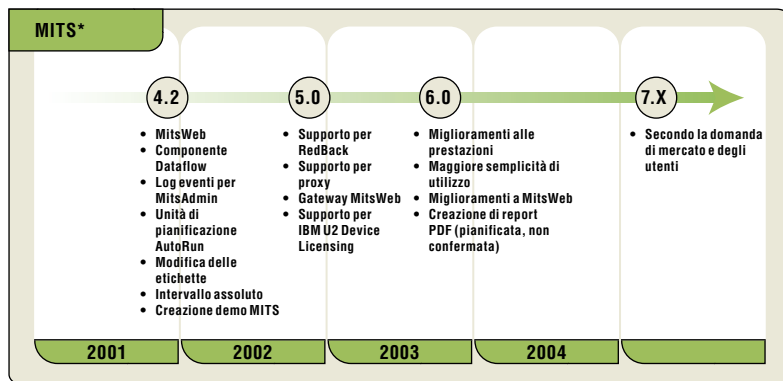 MITS*
4.2
5.0
6.0
7.X
• MitsWeb
• Componente
Dataflow
• Log eventi per
MitsAdmin
• Unità di
pianificazione
AutoRun
• Modifica delle
etichette
• Intervallo assoluto
• Creazione demo MITS
• Supporto per
RedBack
• Supporto per
proxy
• Gateway MitsWeb
• Supporto per
IBM U2 Device
Licensing
• Miglioramenti alle
prestazioni
• Maggiore semplicità di
utilizzo
• Miglioramenti a MitsWeb
• Creazione di report
PDF (pianificata, non
confermata)
• Secondo la domanda
di mercato e degli
utenti
2001
2002
2003
2004